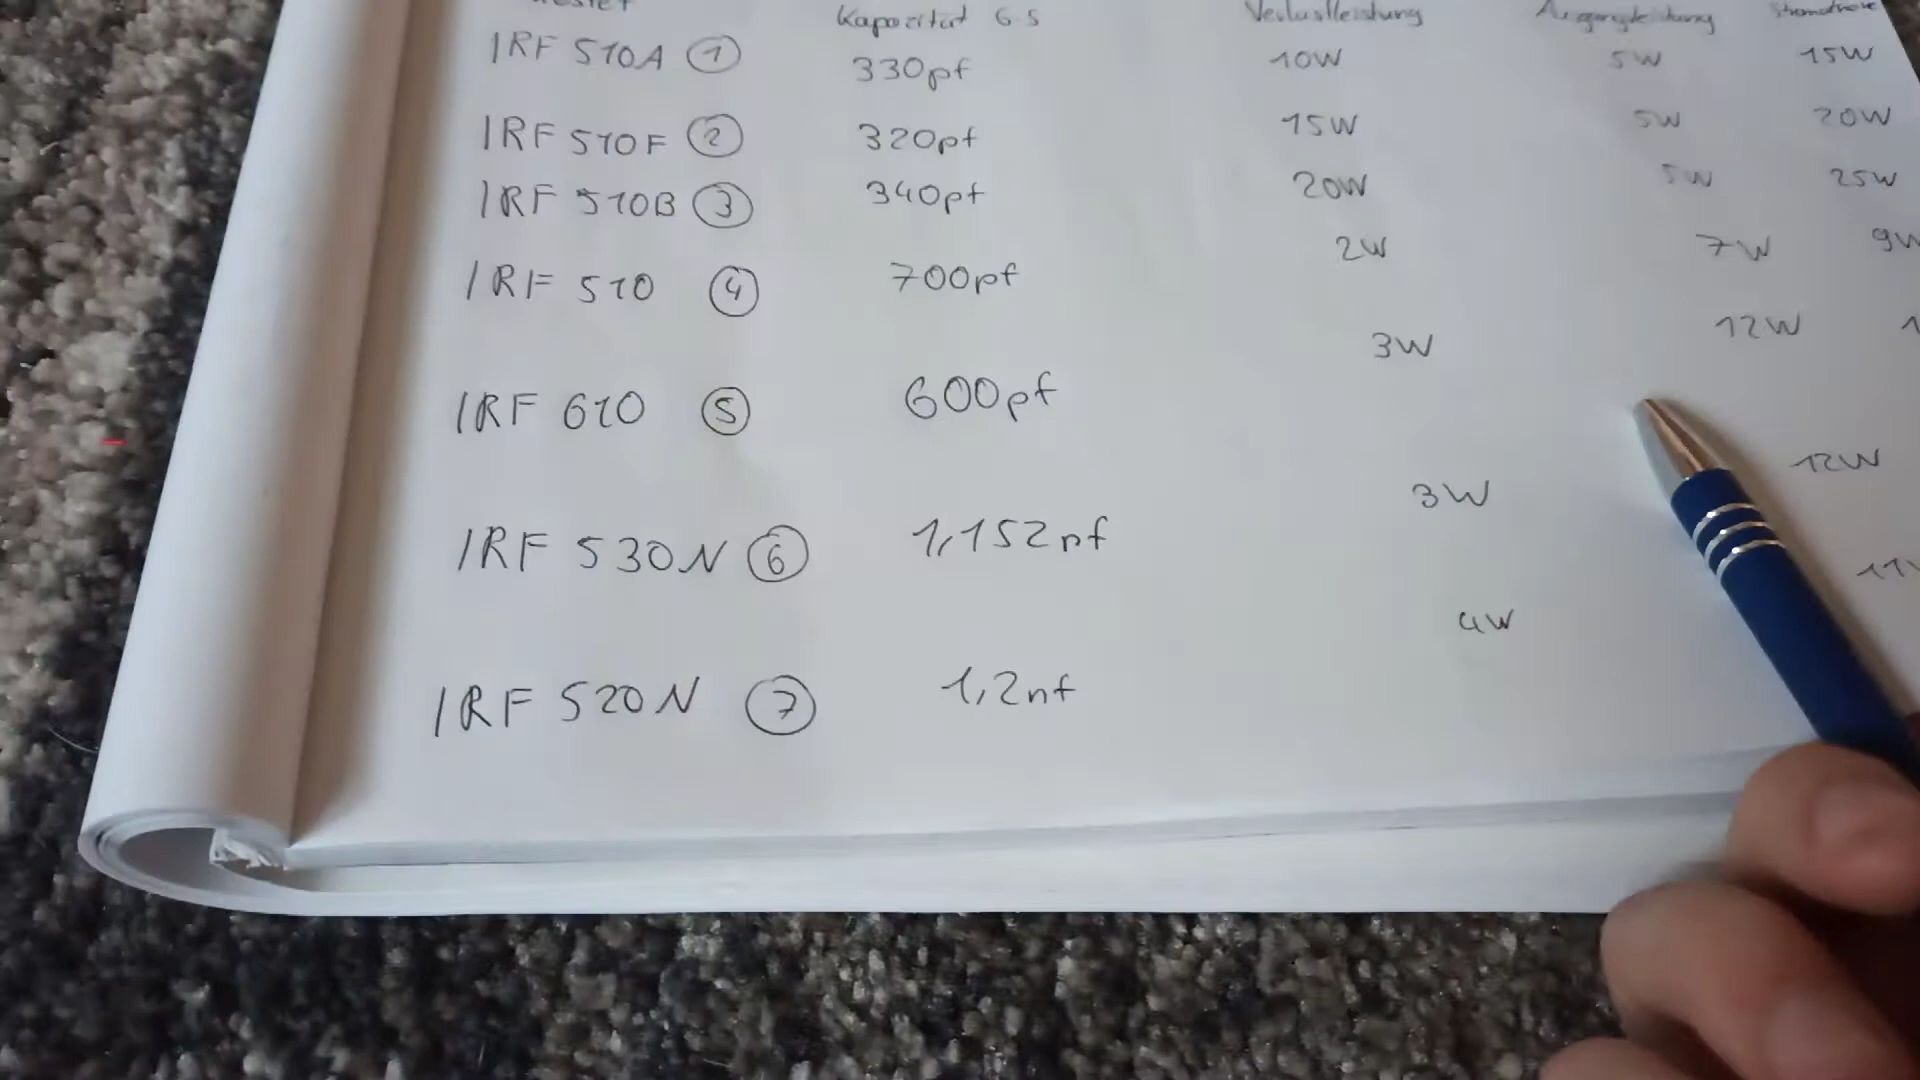 Kapazität G.S Verlustleistung Ausgangsleistung
IRF 510A ① 330pf 10W 5W 15W
IRF 510F ② 320pf 15W 5W 20W
IRF 510B ③ 340pf 20W 5W 25W
IRF 510 ④ 700pf 2W 7W 9W
IRF 610 ⑤ 600pf 3W 12W
IRF 530N ⑥ 1,152nf 3W 12W
IRF 520N ⑦ 1,2nf 4W